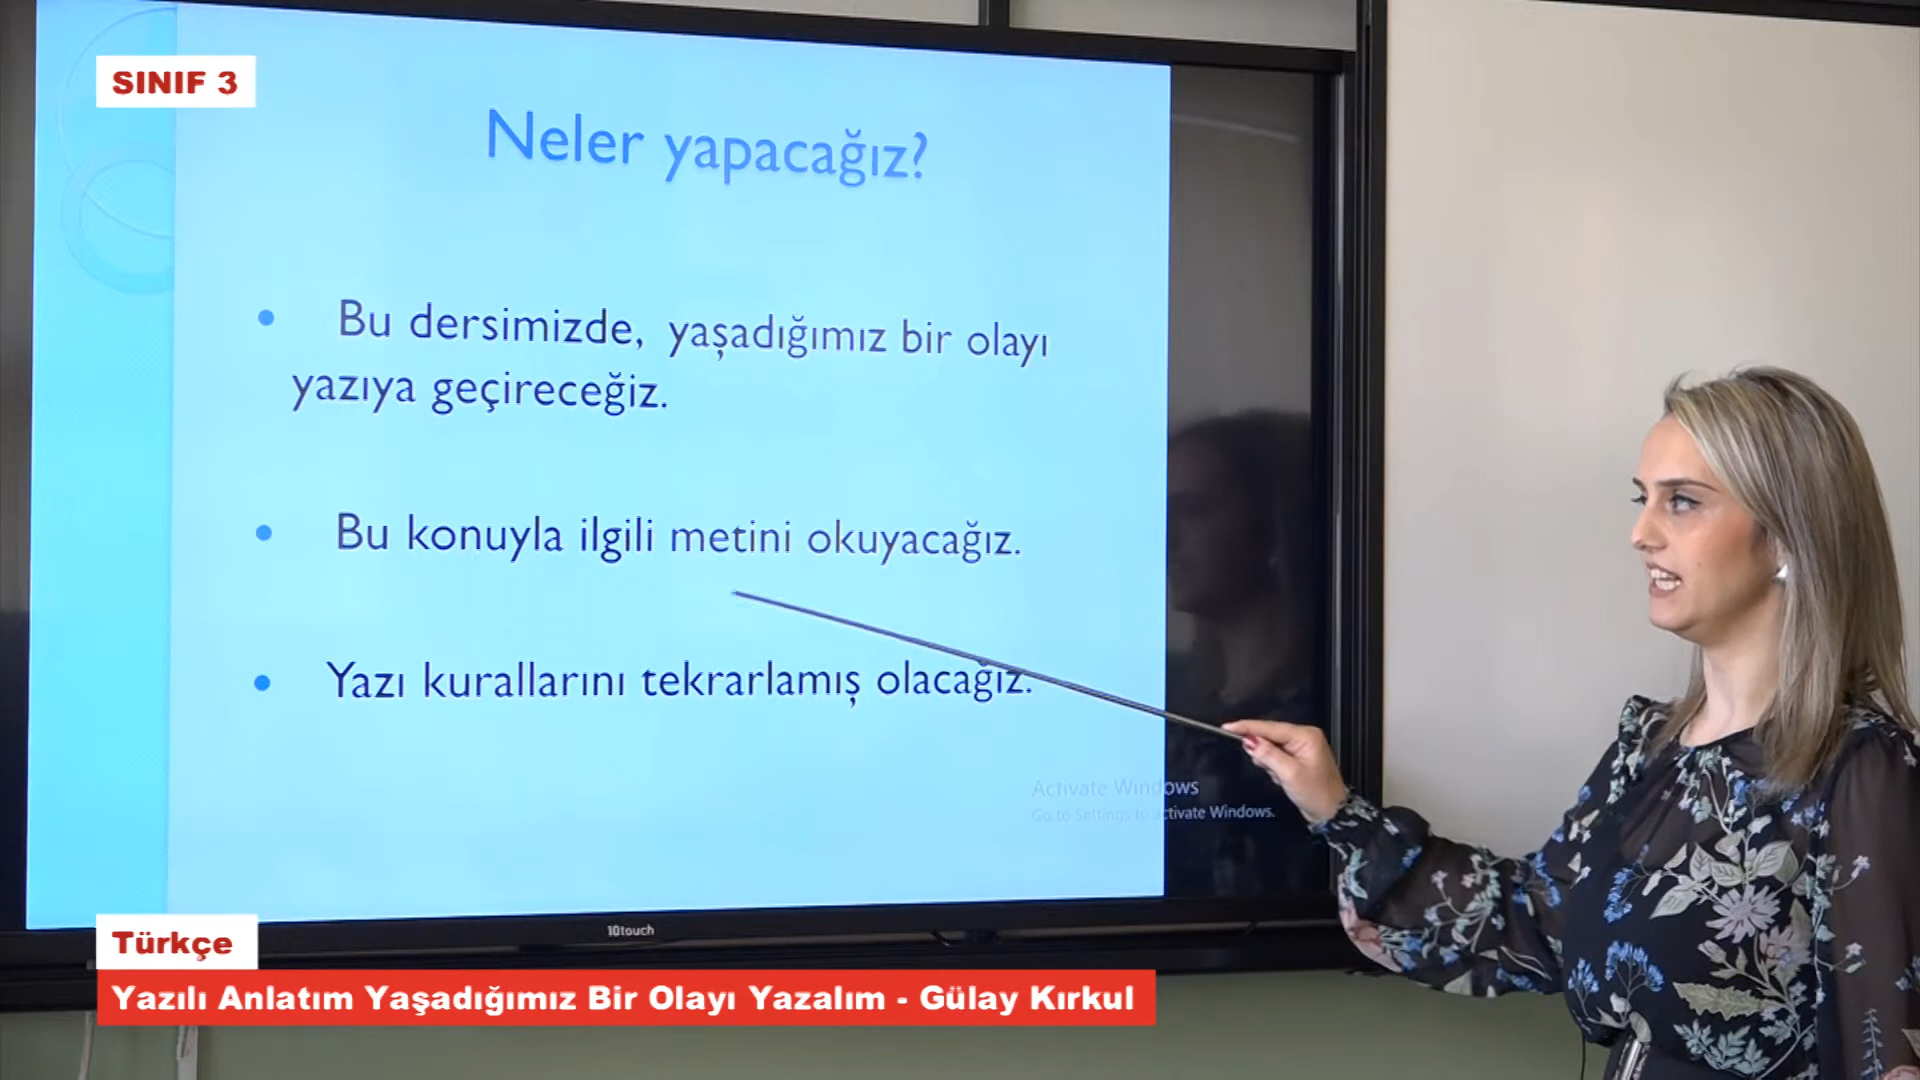 SINIF 3
Neler yapacağız?
• Bu dersimizde, yaşadığımız bir olayı
yazıya geçireceğiz.
• Bu konuyla ilgili metini okuyacağız.
• Yazı kurallarını tekrarlamış olacağız.
Activate Windows
Go to Settings to activate Windows.
10touch
Türkçe
Yazılı Anlatım Yaşadığımız Bir Olayı Yazalım - Gülay Kırkul